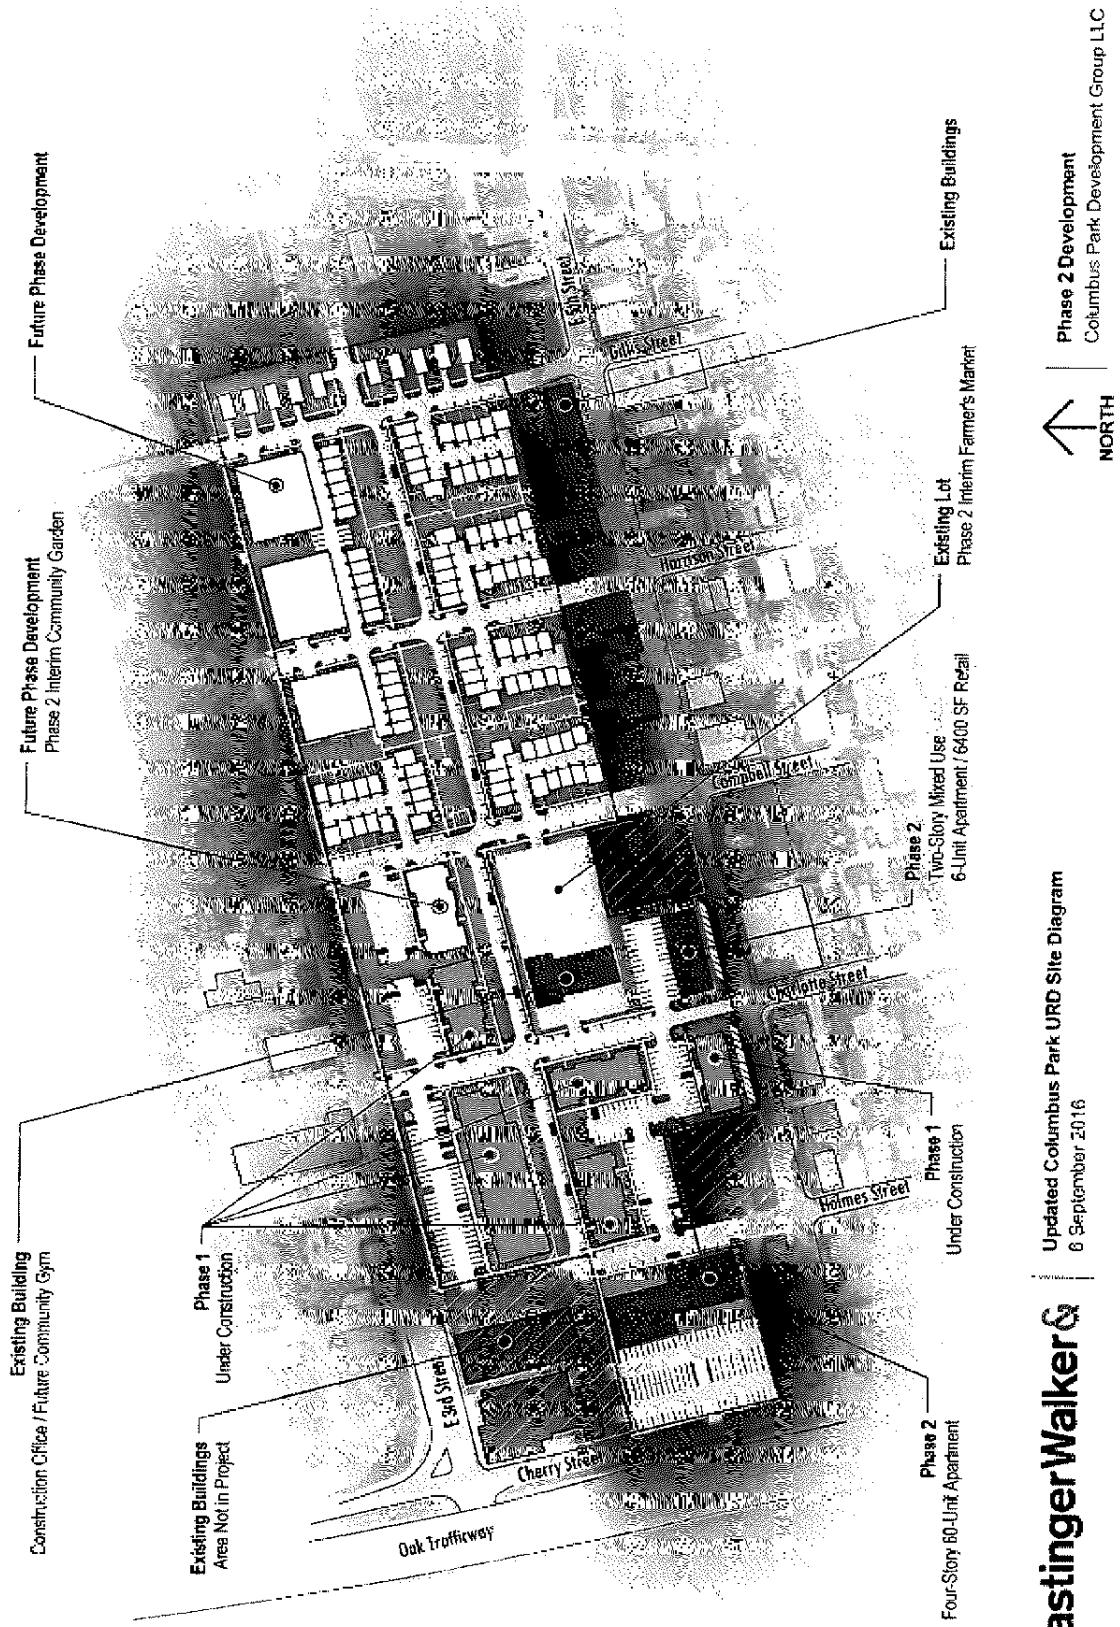 Existing Building
Construction Office / Future Community Gym
Future Phase Development
Phase 2 Interim Community Garden
Future Phase Development
Phase 1
Under Construction
Existing Buildings
Area Not in Project
E 3rd Street
Cherry Street
Oak Trafficway
Holmes Street
Charlotte Street
Campbell Street
Harrison Street
Gillis Street
E 5th Street
Phase 2
Four-Story 60-Unit Apartment
Phase 1
Under Construction
Phase 2
Two-Story Mixed Use
6-Unit Apartment / 6400 SF Retail
Existing Lot
Phase 2 Interim Farmer's Market
Existing Buildings
astingerWalker&
Updated Columbus Park URD Site Diagram
6 September 2016
NORTH
Phase 2 Development
Columbus Park Development Group LLC